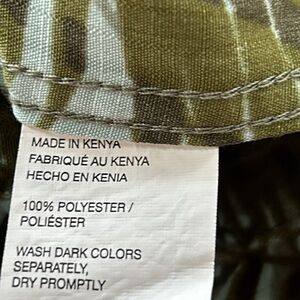 MADE IN KENYA
FABRIQUÉ AU KENYA
HECHO EN KENIA
100% POLYESTER /
POLIÉSTER
WASH DARK COLORS
SEPARATELY,
DRY PROMPTLY